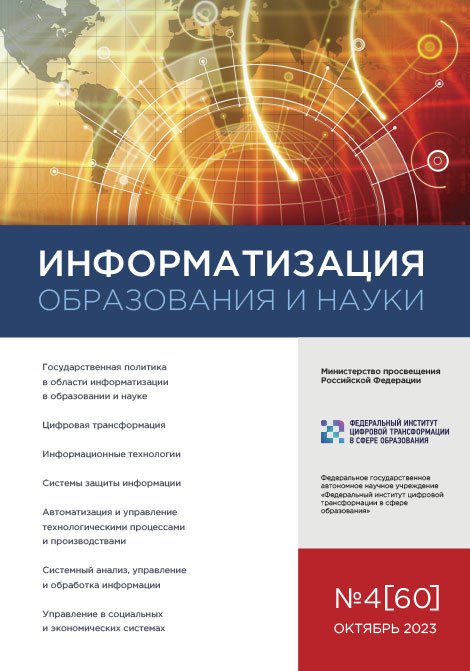 ИНФОРМАТИЗАЦИЯ
ОБРАЗОВАНИЯ И НАУКИ
Государственная политика
в области информатизации
в образовании и науке
Цифровая трансформация
Информационные технологии
Системы защиты информации
Автоматизация и управление
технологическими процессами
и производствами
Системный анализ, управление
и обработка информации
Управление в социальных
и экономических системах
Министерство просвещения
Российской Федерации
ФЕДЕРАЛЬНЫЙ ИНСТИТУТ
ЦИФРОВОЙ ТРАНСФОРМАЦИИ
В СФЕРЕ ОБРАЗОВАНИЯ
Федеральное государственное
автономное научное учреждение
«Федеральный институт цифровой
трансформации в сфере
образования»
№4[60]
ОКТЯБРЬ 2023